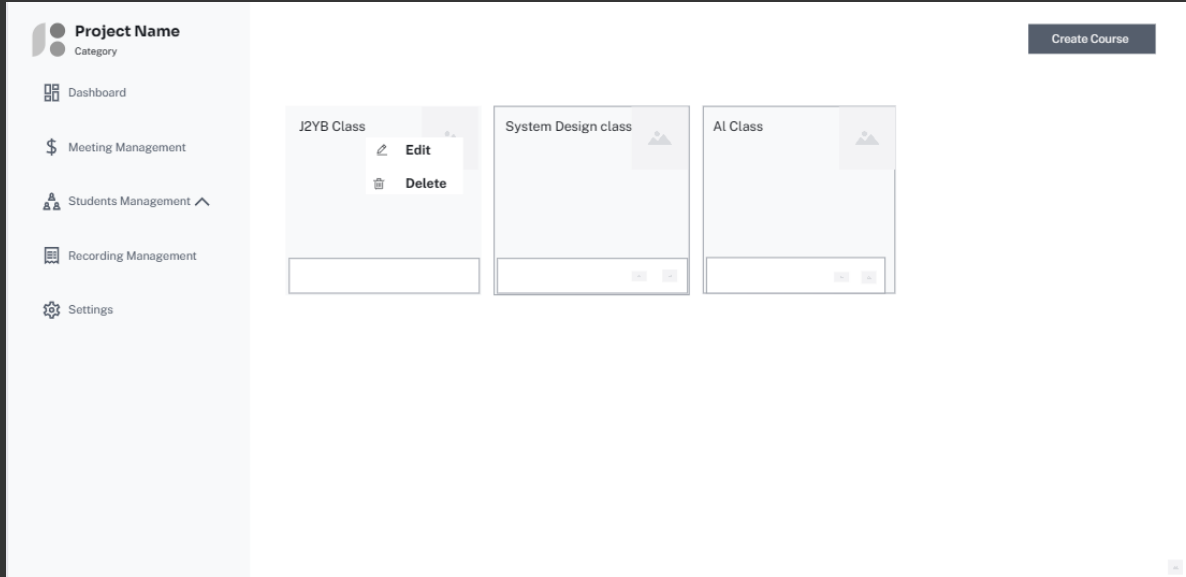 Project Name
Category
Create Course
Dashboard
Meeting Management
Students Management
Recording Management
Settings
J2YB Class
Edit
Delete
System Design class
AI Class